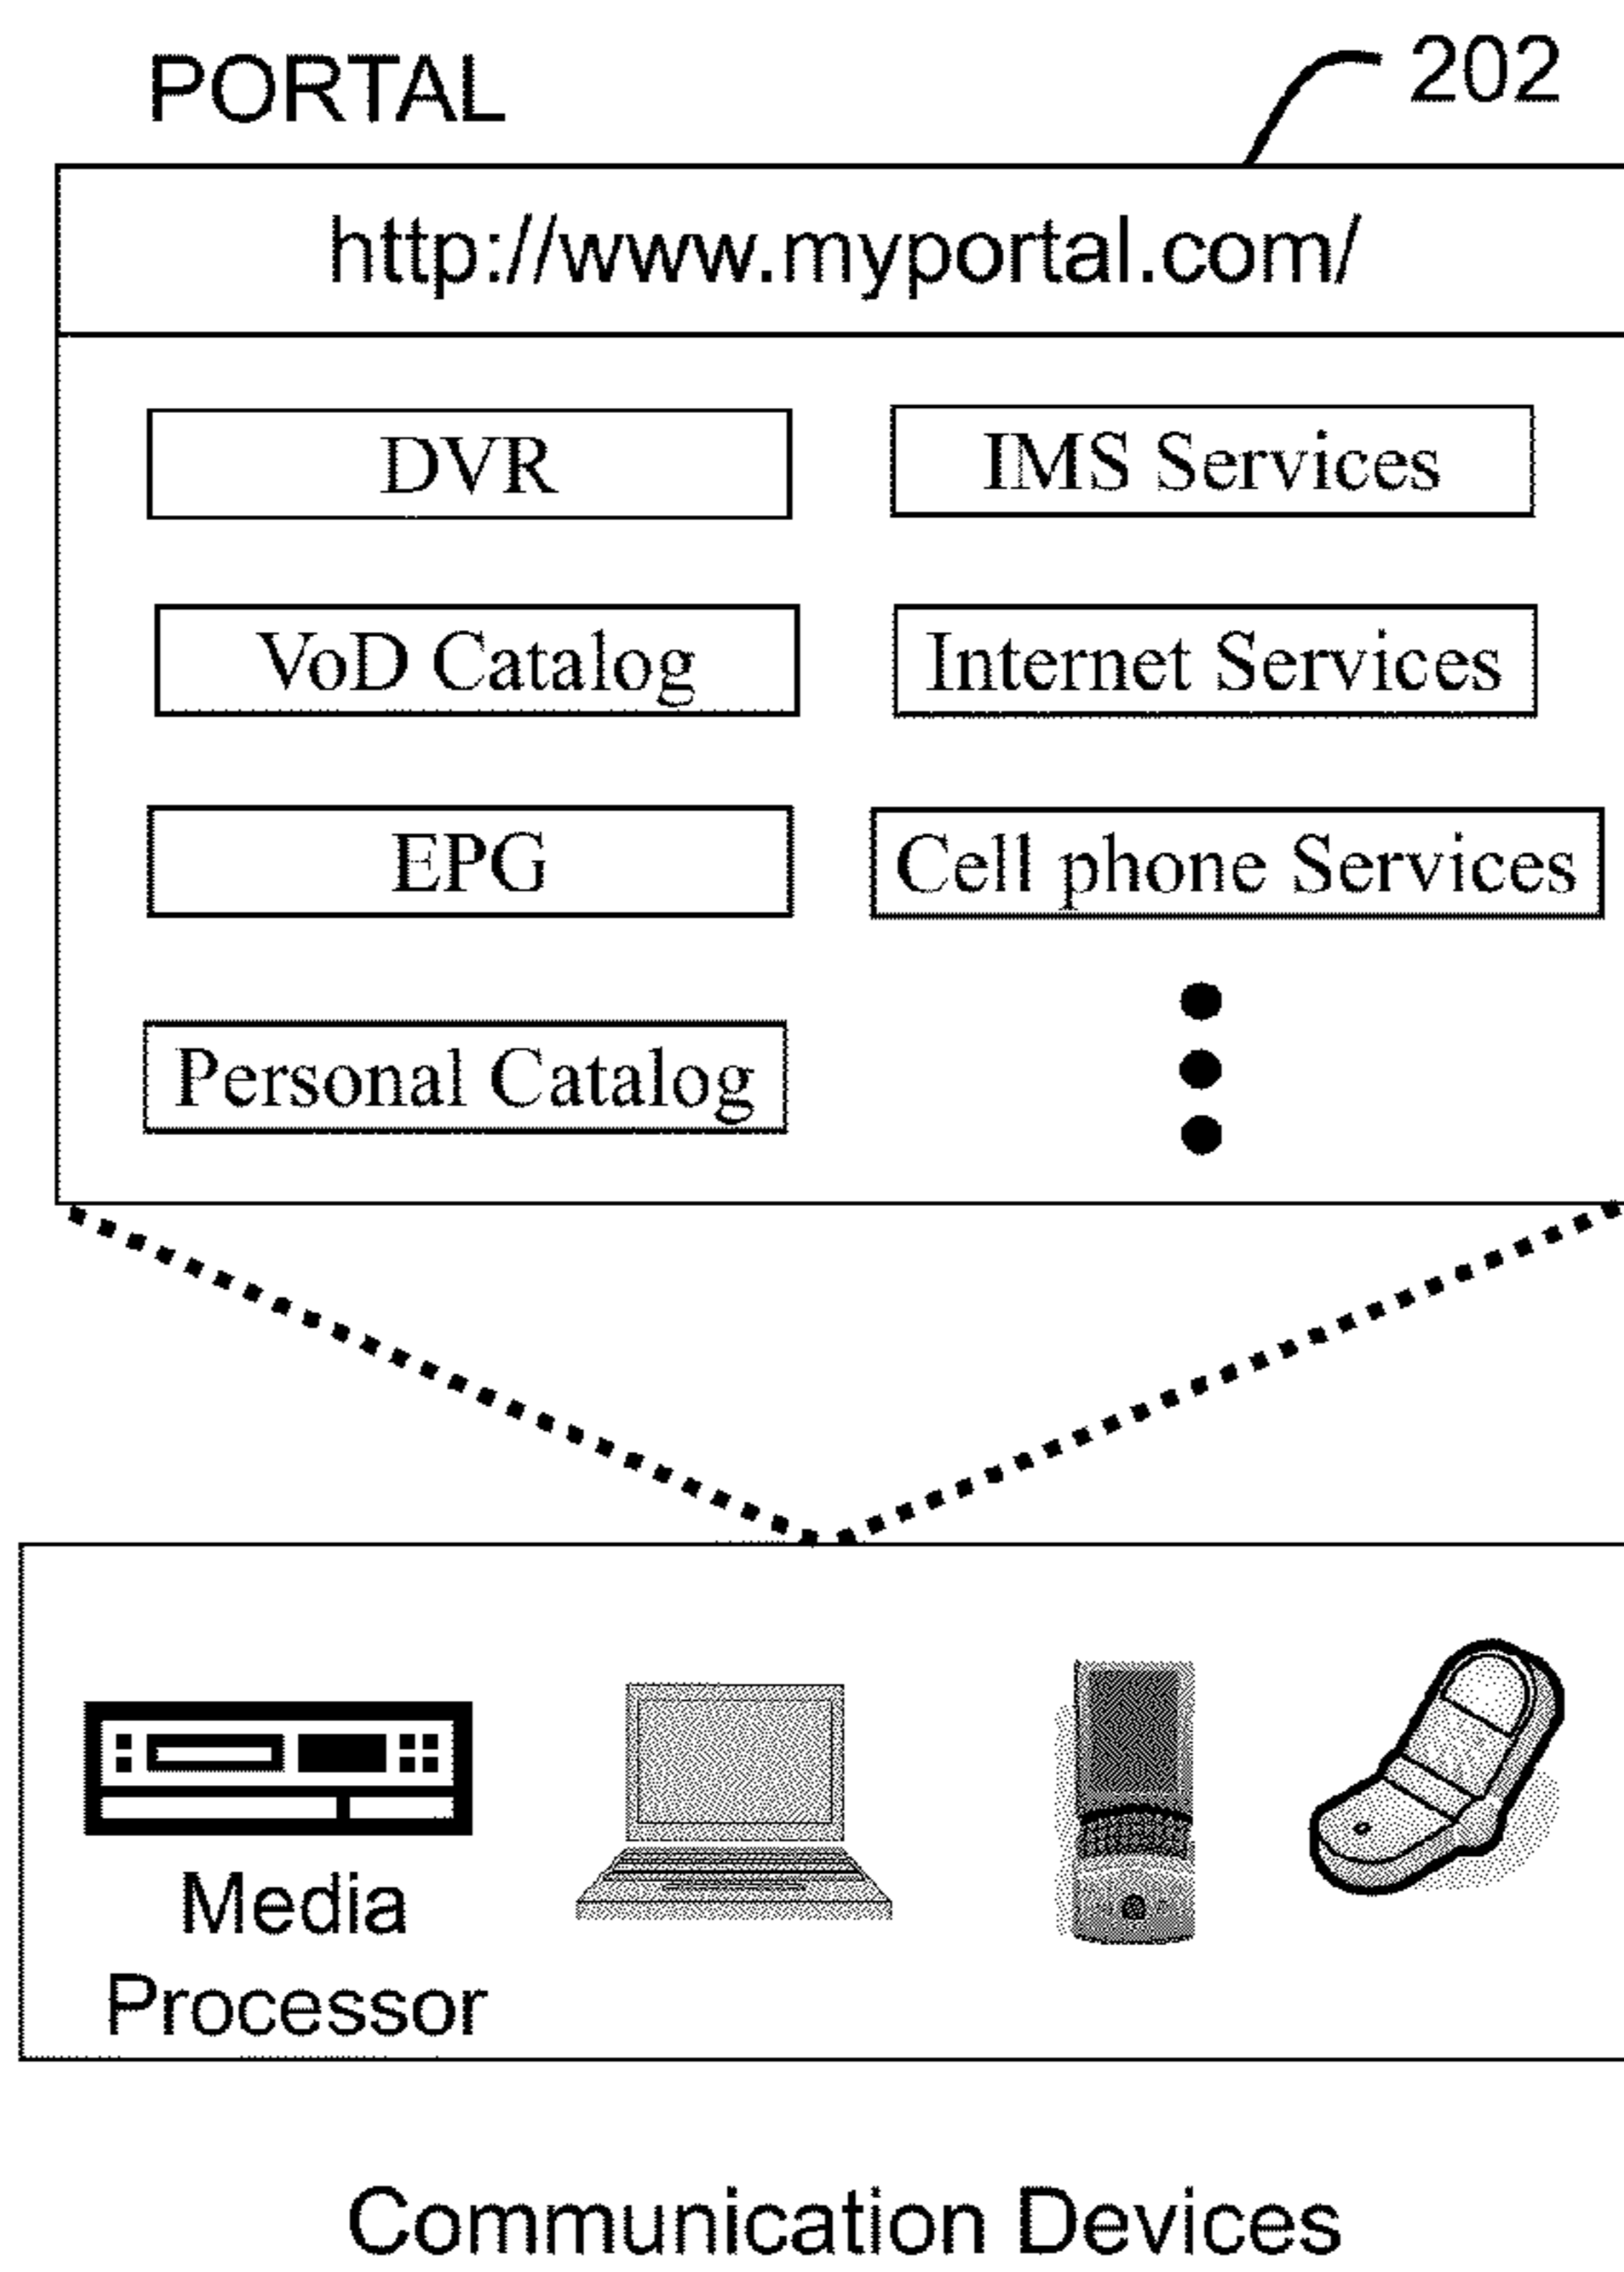 PORTAL
202
http://www.myportal.com/
DVR
IMS Services
VoD Catalog
Internet Services
EPG
Cell phone Services
Personal Catalog
Media
Processor
Communication Devices